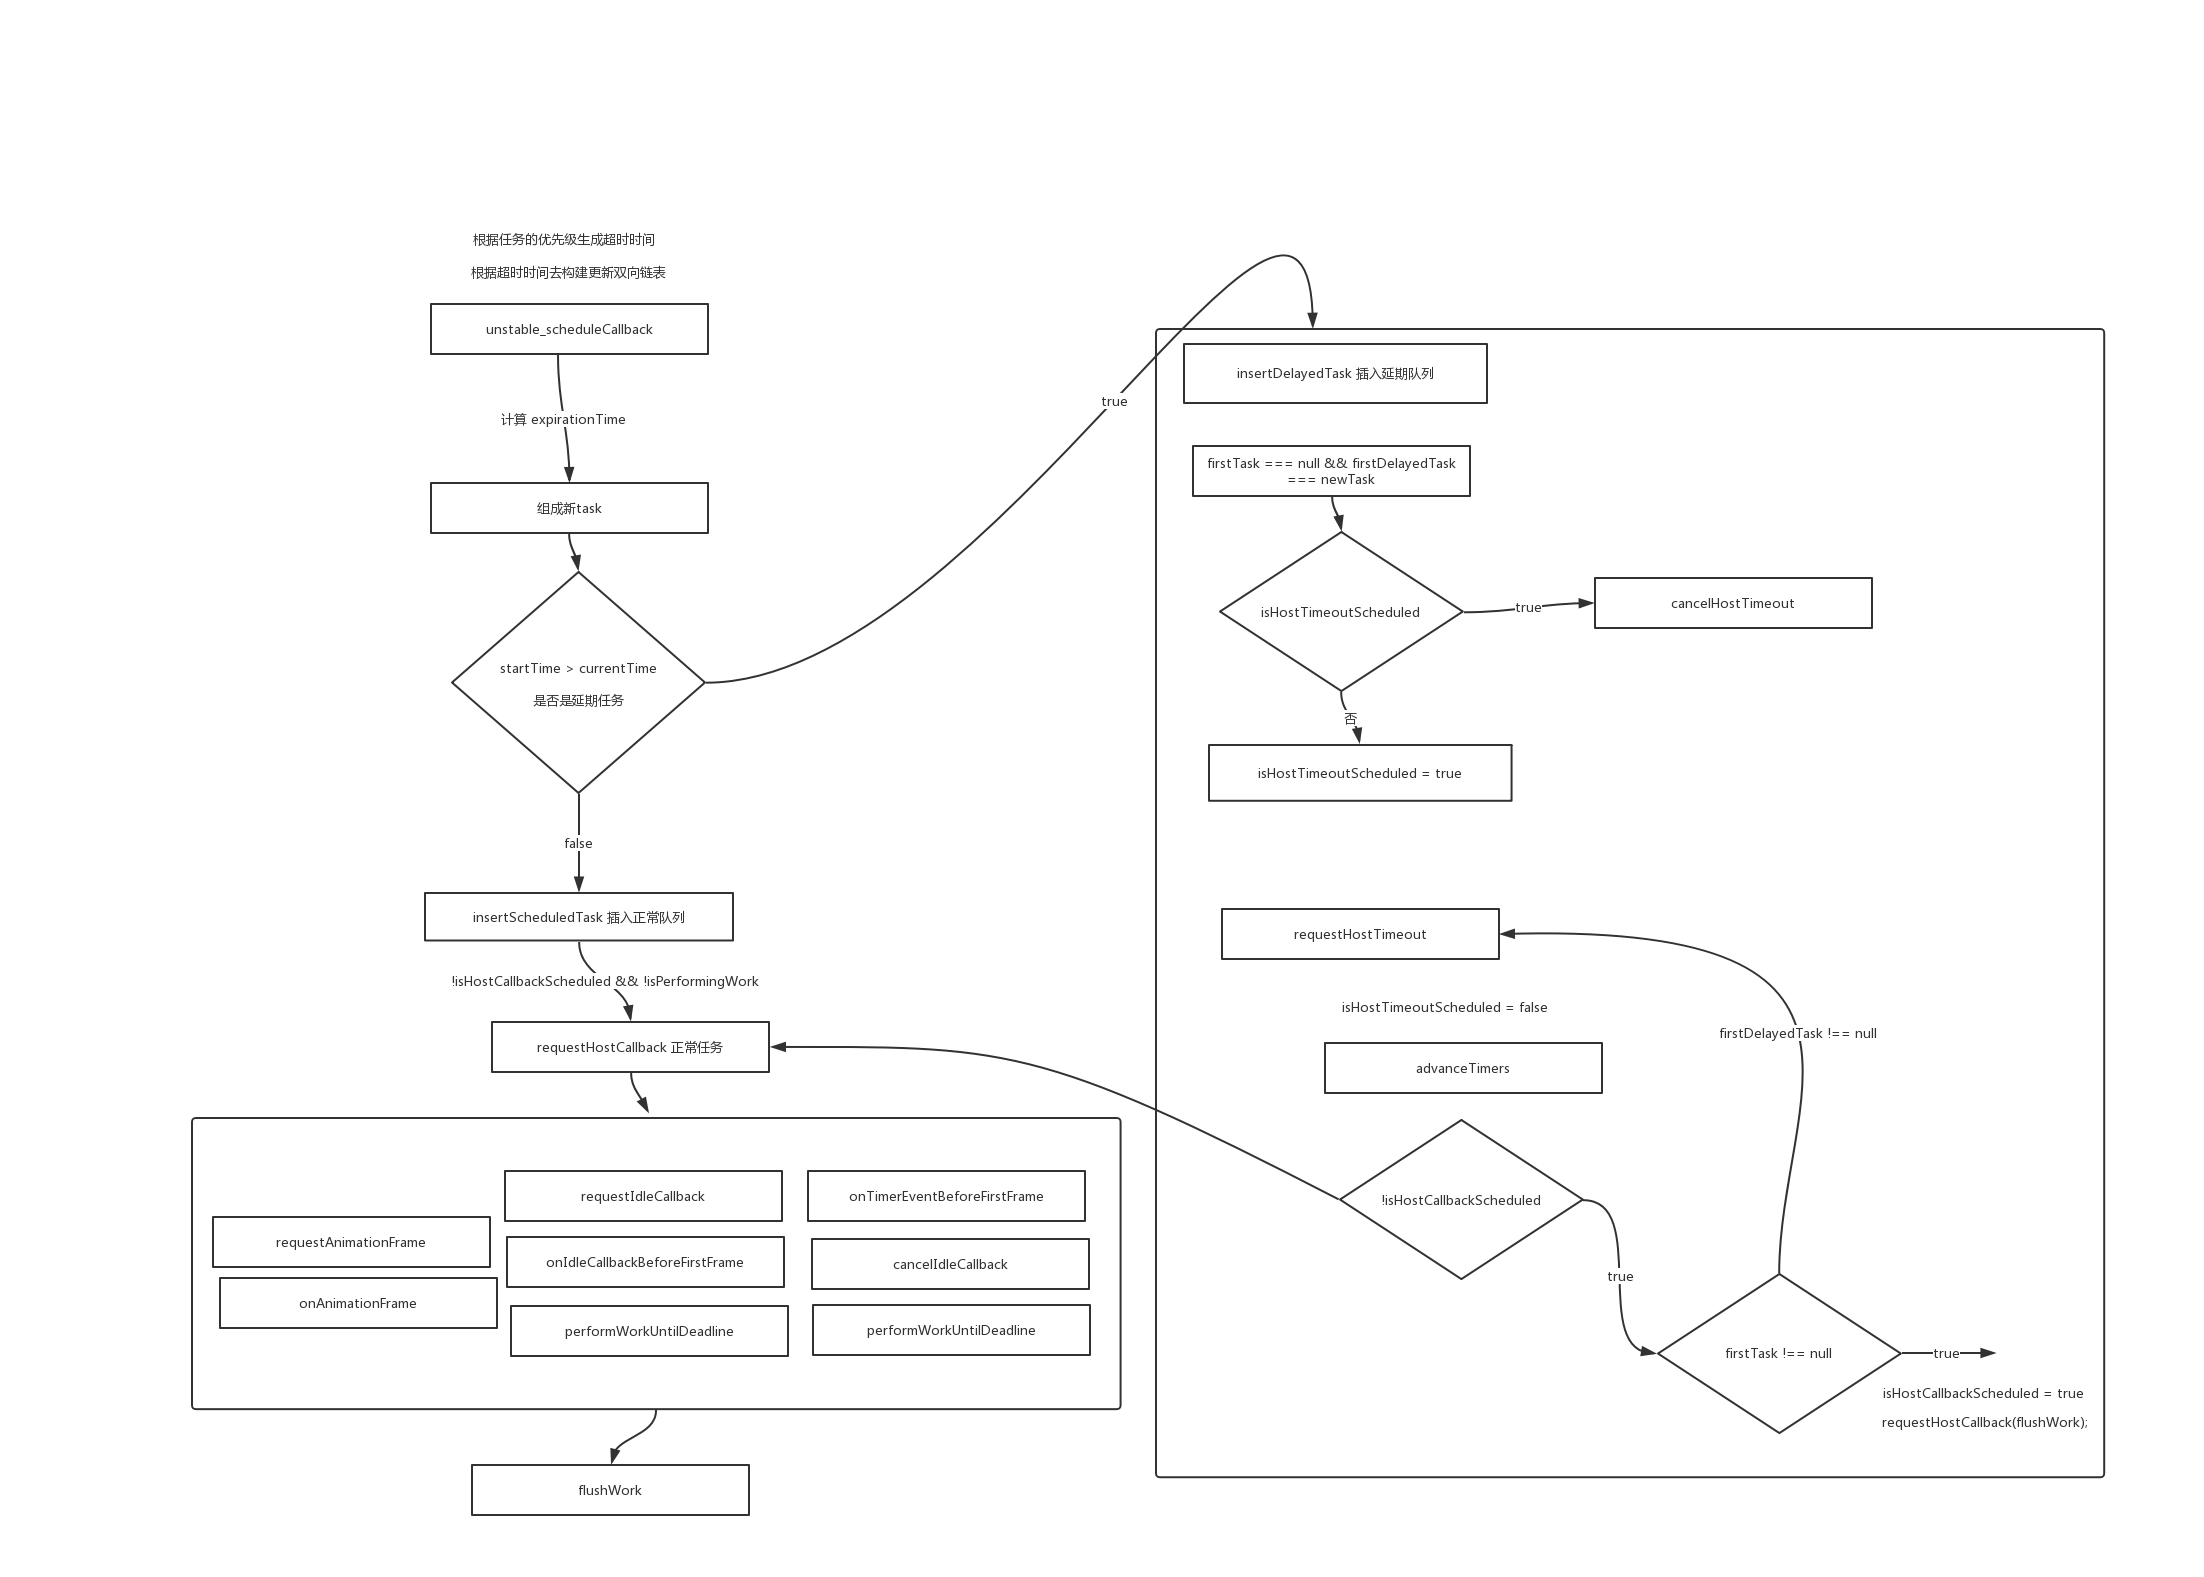 根据任务的优先级生成超时时间
根据超时时间去构建更新双向链表
unstable_scheduleCallback
计算 expirationTime
组成新task
startTime > currentTime
是否是延期任务
true
false
insertScheduledTask 插入正常队列
!isHostCallbackScheduled && !isPerformingWork
requestHostCallback 正常任务
requestAnimationFrame
onAnimationFrame
requestIdleCallback
onIdleCallbackBeforeFirstFrame
performWorkUntilDeadline
onTimerEventBeforeFirstFrame
cancelIdleCallback
performWorkUntilDeadline
flushWork
insertDelayedTask 插入延期队列
firstTask === null && firstDelayedTask
=== newTask
isHostTimeoutScheduled
true
cancelHostTimeout
否
isHostTimeoutScheduled = true
requestHostTimeout
isHostTimeoutScheduled = false
firstDelayedTask !== null
advanceTimers
!isHostCallbackScheduled
true
firstTask !== null
true
isHostCallbackScheduled = true
requestHostCallback(flushWork);